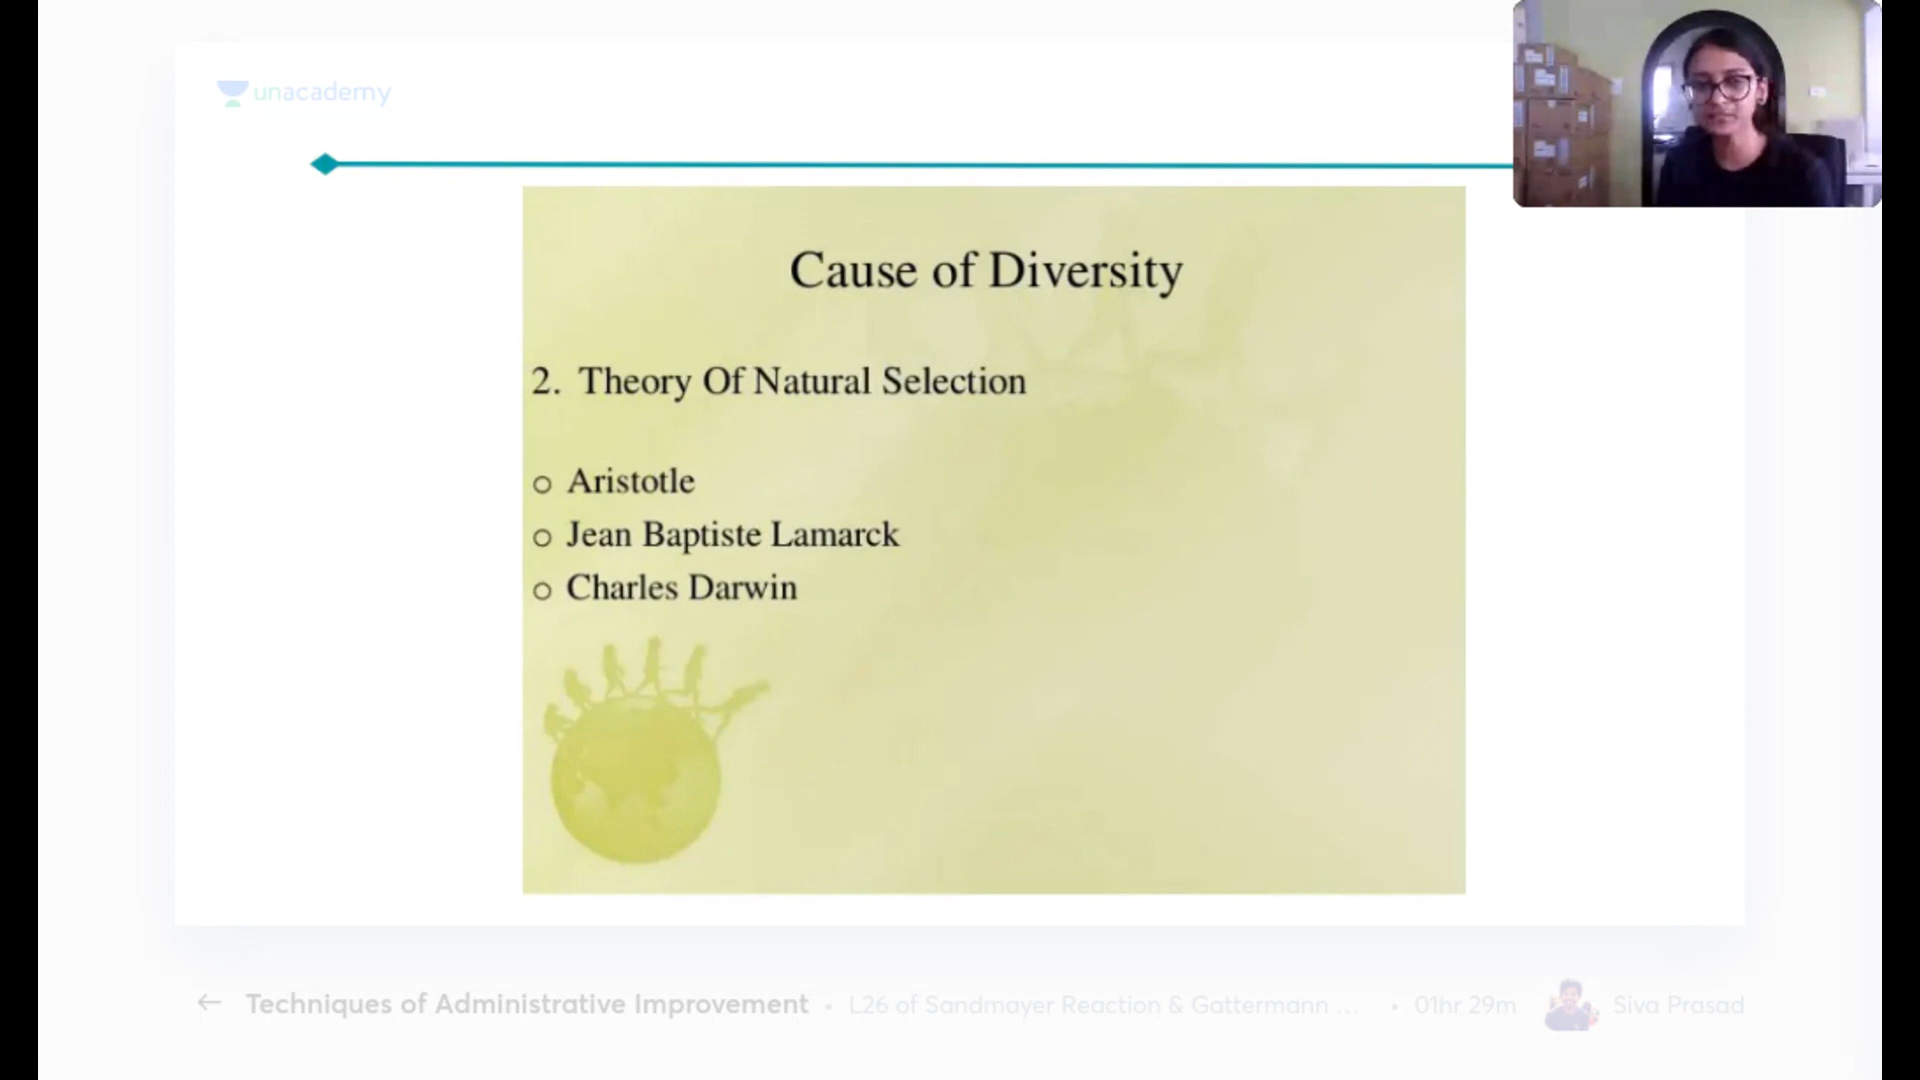 unacademy
Cause of Diversity
2. Theory Of Natural Selection
o Aristotle
o Jean Baptiste Lamarck
o Charles Darwin
← Techniques of Administrative Improvement • L26 of Sandmayer Reaction & Gattermann ... • 01hr 29m Siva Prasad